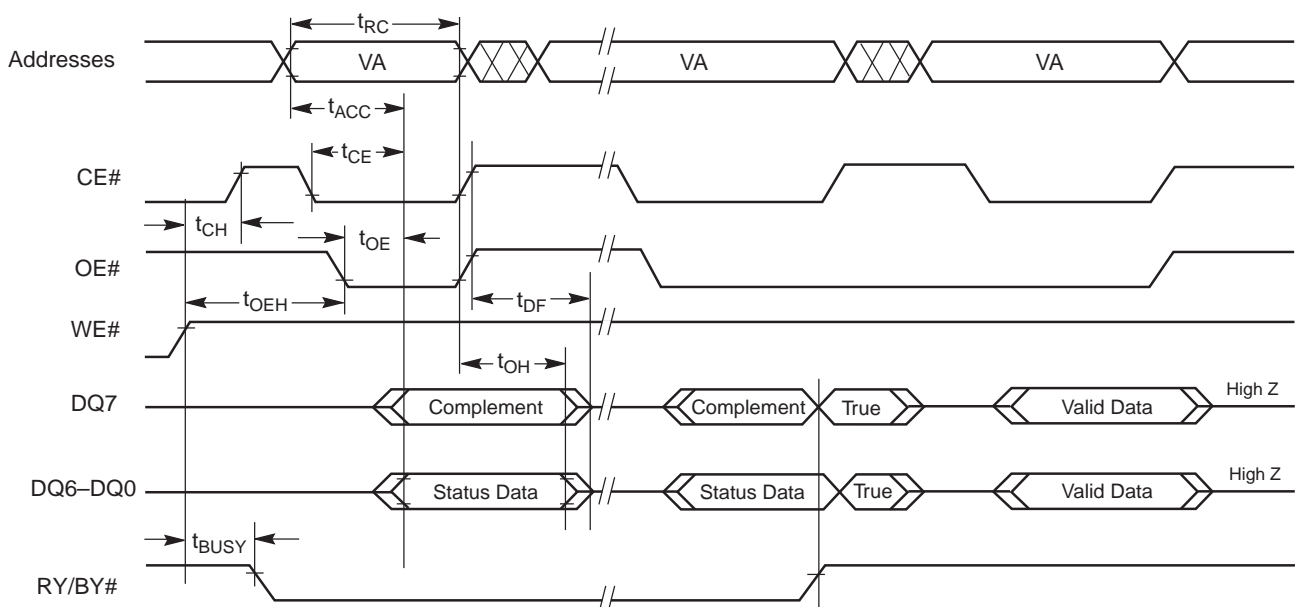 tRC
Addresses VA VA VA
tACC
tCE
CE#
tCH
tOE
OE#
tOEH
tDF
WE#
tOH
DQ7 Complement Complement True Valid Data High Z
DQ6–DQ0 Status Data Status Data True Valid Data High Z
tBUSY
RY/BY#